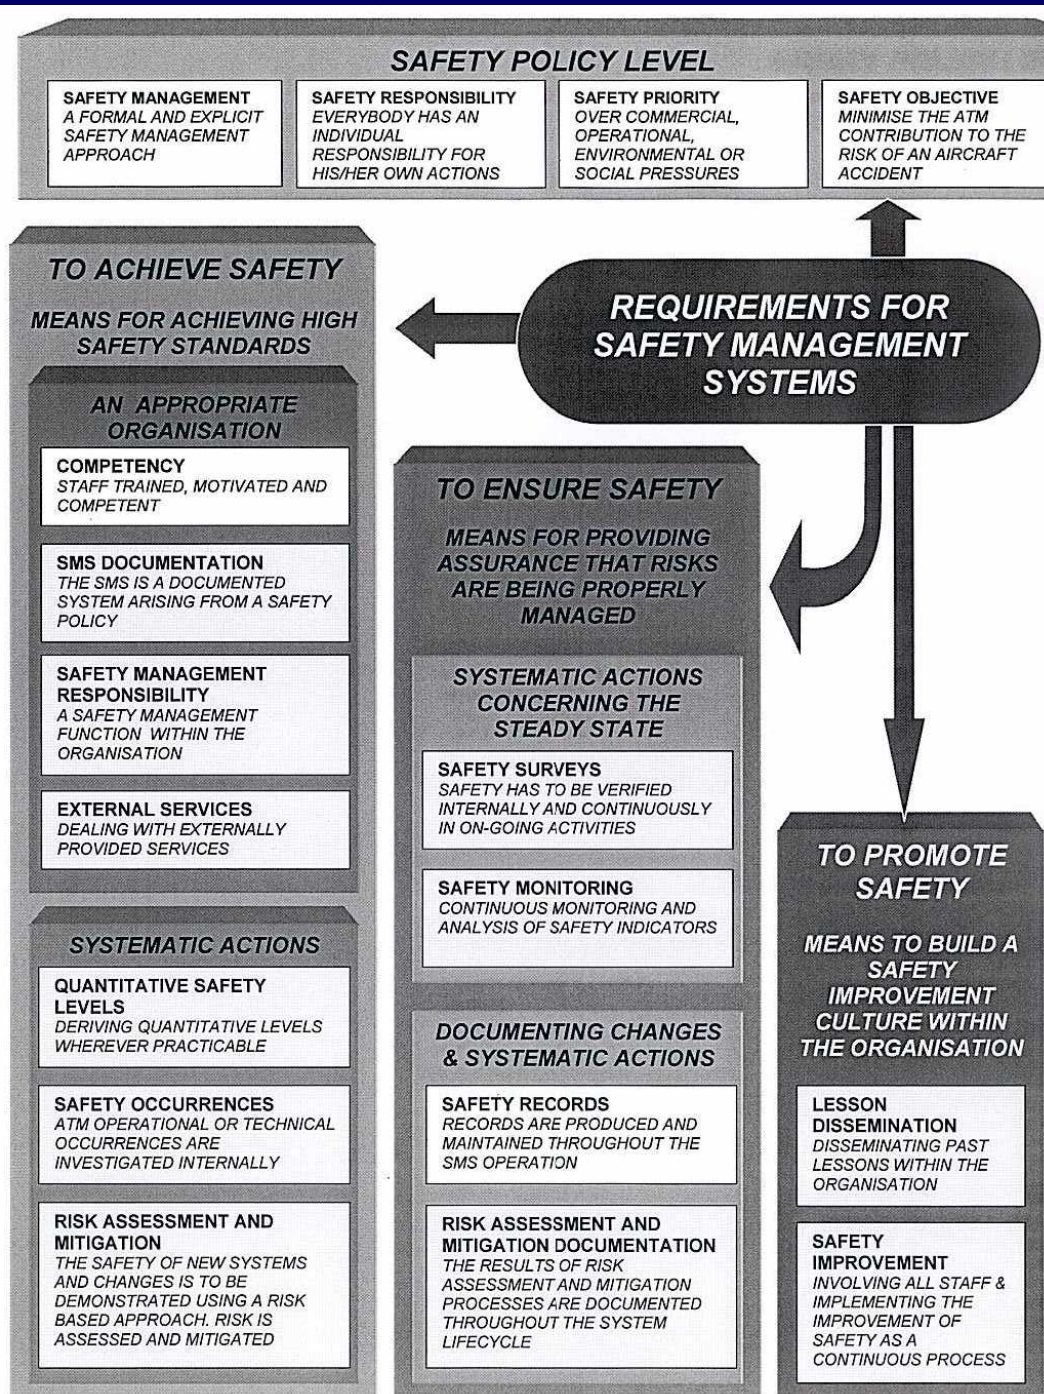 SAFETY POLICY LEVEL
SAFETY MANAGEMENT
A FORMAL AND EXPLICIT
SAFETY MANAGEMENT
APPROACH
SAFETY RESPONSIBILITY
EVERYBODY HAS AN
INDIVIDUAL
RESPONSIBILITY FOR
HIS/HER OWN ACTIONS
SAFETY PRIORITY
OVER COMMERCIAL,
OPERATIONAL,
ENVIRONMENTAL OR
SOCIAL PRESSURES
SAFETY OBJECTIVE
MINIMISE THE ATM
CONTRIBUTION TO THE
RISK OF AN AIRCRAFT
ACCIDENT
REQUIREMENTS FOR
SAFETY MANAGEMENT
SYSTEMS
TO ACHIEVE SAFETY
MEANS FOR ACHIEVING HIGH
SAFETY STANDARDS
AN APPROPRIATE
ORGANISATION
COMPETENCY
STAFF TRAINED, MOTIVATED AND
COMPETENT
SMS DOCUMENTATION
THE SMS IS A DOCUMENTED
SYSTEM ARISING FROM A SAFETY
POLICY
SAFETY MANAGEMENT
RESPONSIBILITY
A SAFETY MANAGEMENT
FUNCTION WITHIN THE
ORGANISATION
EXTERNAL SERVICES
DEALING WITH EXTERNALLY
PROVIDED SERVICES
SYSTEMATIC ACTIONS
QUANTITATIVE SAFETY
LEVELS
DERIVING QUANTITATIVE LEVELS
WHEREVER PRACTICABLE
SAFETY OCCURRENCES
ATM OPERATIONAL OR TECHNICAL
OCCURRENCES ARE
INVESTIGATED INTERNALLY
RISK ASSESSMENT AND
MITIGATION
THE SAFETY OF NEW SYSTEMS
AND CHANGES IS TO BE
DEMONSTRATED USING A RISK
BASED APPROACH. RISK IS
ASSESSED AND MITIGATED
TO ENSURE SAFETY
MEANS FOR PROVIDING
ASSURANCE THAT RISKS
ARE BEING PROPERLY
MANAGED
SYSTEMATIC ACTIONS
CONCERNING THE
STEADY STATE
SAFETY SURVEYS
SAFETY HAS TO BE VERIFIED
INTERNALLY AND CONTINUOUSLY
IN ON-GOING ACTIVITIES
SAFETY MONITORING
CONTINUOUS MONITORING AND
ANALYSIS OF SAFETY INDICATORS
DOCUMENTING CHANGES
& SYSTEMATIC ACTIONS
SAFETY RECORDS
RECORDS ARE PRODUCED AND
MAINTAINED THROUGHOUT THE
SMS OPERATION
RISK ASSESSMENT AND
MITIGATION DOCUMENTATION
THE RESULTS OF RISK
ASSESSMENT AND MITIGATION
PROCESSES ARE DOCUMENTED
THROUGHOUT THE SYSTEM
LIFECYCLE
TO PROMOTE
SAFETY
MEANS TO BUILD A
SAFETY
IMPROVEMENT
CULTURE WITHIN
THE ORGANISATION
LESSON
DISSEMINATION
DISSEMINATING PAST
LESSONS WITHIN THE
ORGANISATION
SAFETY
IMPROVEMENT
INVOLVING ALL STAFF &
IMPLEMENTING THE
IMPROVEMENT OF
SAFETY AS A
CONTINUOUS PROCESS